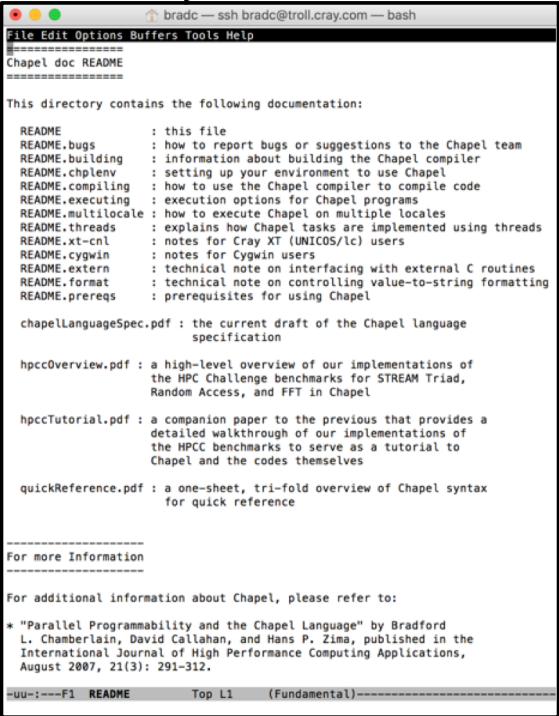 bradc — ssh bradc@troll.cray.com — bash
File Edit Options Buffers Tools Help
=================
Chapel doc README
=================
This directory contains the following documentation:
README : this file
README.bugs : how to report bugs or suggestions to the Chapel team
README.building : information about building the Chapel compiler
README.chplenv : setting up your environment to use Chapel
README.compiling : how to use the Chapel compiler to compile code
README.executing : execution options for Chapel programs
README.multilocale : how to execute Chapel on multiple locales
README.threads : explains how Chapel tasks are implemented using threads
README.xt-cnl : notes for Cray XT (UNICOS/lc) users
README.cygwin : notes for Cygwin users
README.extern : technical note on interfacing with external C routines
README.format : technical note on controlling value-to-string formatting
README.prereqs : prerequisites for using Chapel
chapelLanguageSpec.pdf : the current draft of the Chapel language
specification
hpccOverview.pdf : a high-level overview of our implementations of
the HPC Challenge benchmarks for STREAM Triad,
Random Access, and FFT in Chapel
hpccTutorial.pdf : a companion paper to the previous that provides a
detailed walkthrough of our implementations of
the HPCC benchmarks to serve as a tutorial to
Chapel and the codes themselves
quickReference.pdf : a one-sheet, tri-fold overview of Chapel syntax
for quick reference
--------------------
For more Information
--------------------
For additional information about Chapel, please refer to:
* "Parallel Programmability and the Chapel Language" by Bradford
L. Chamberlain, David Callahan, and Hans P. Zima, published in the
International Journal of High Performance Computing Applications,
August 2007, 21(3): 291-312.
-uu-:---F1 README Top L1 (Fundamental)----------------------------